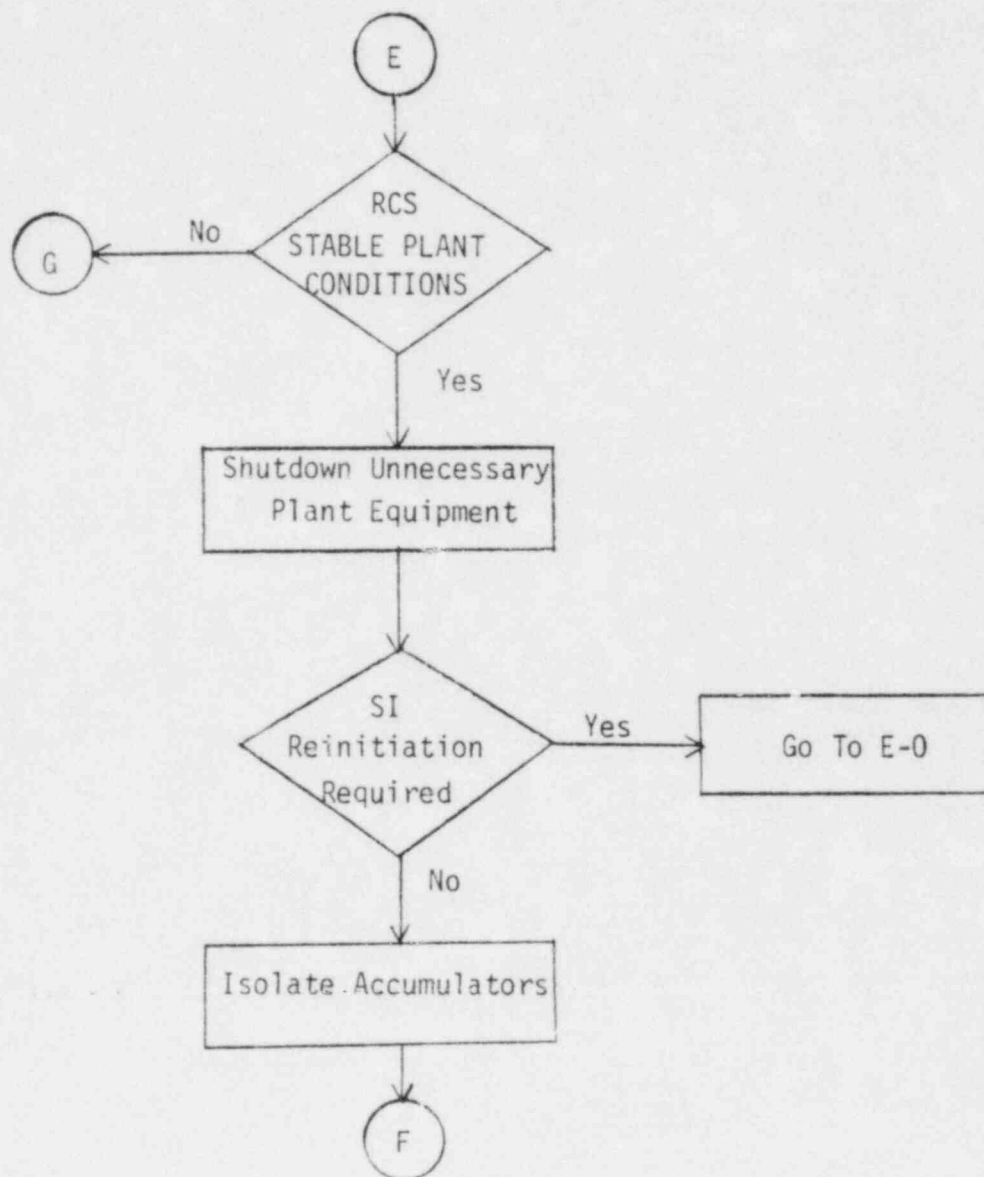 E
RCS
STABLE PLANT
CONDITIONS
No
G
Yes
Shutdown Unnecessary
Plant Equipment
SI
Reinitiation
Required
Yes
Go To E-0
No
Isolate Accumulators
F